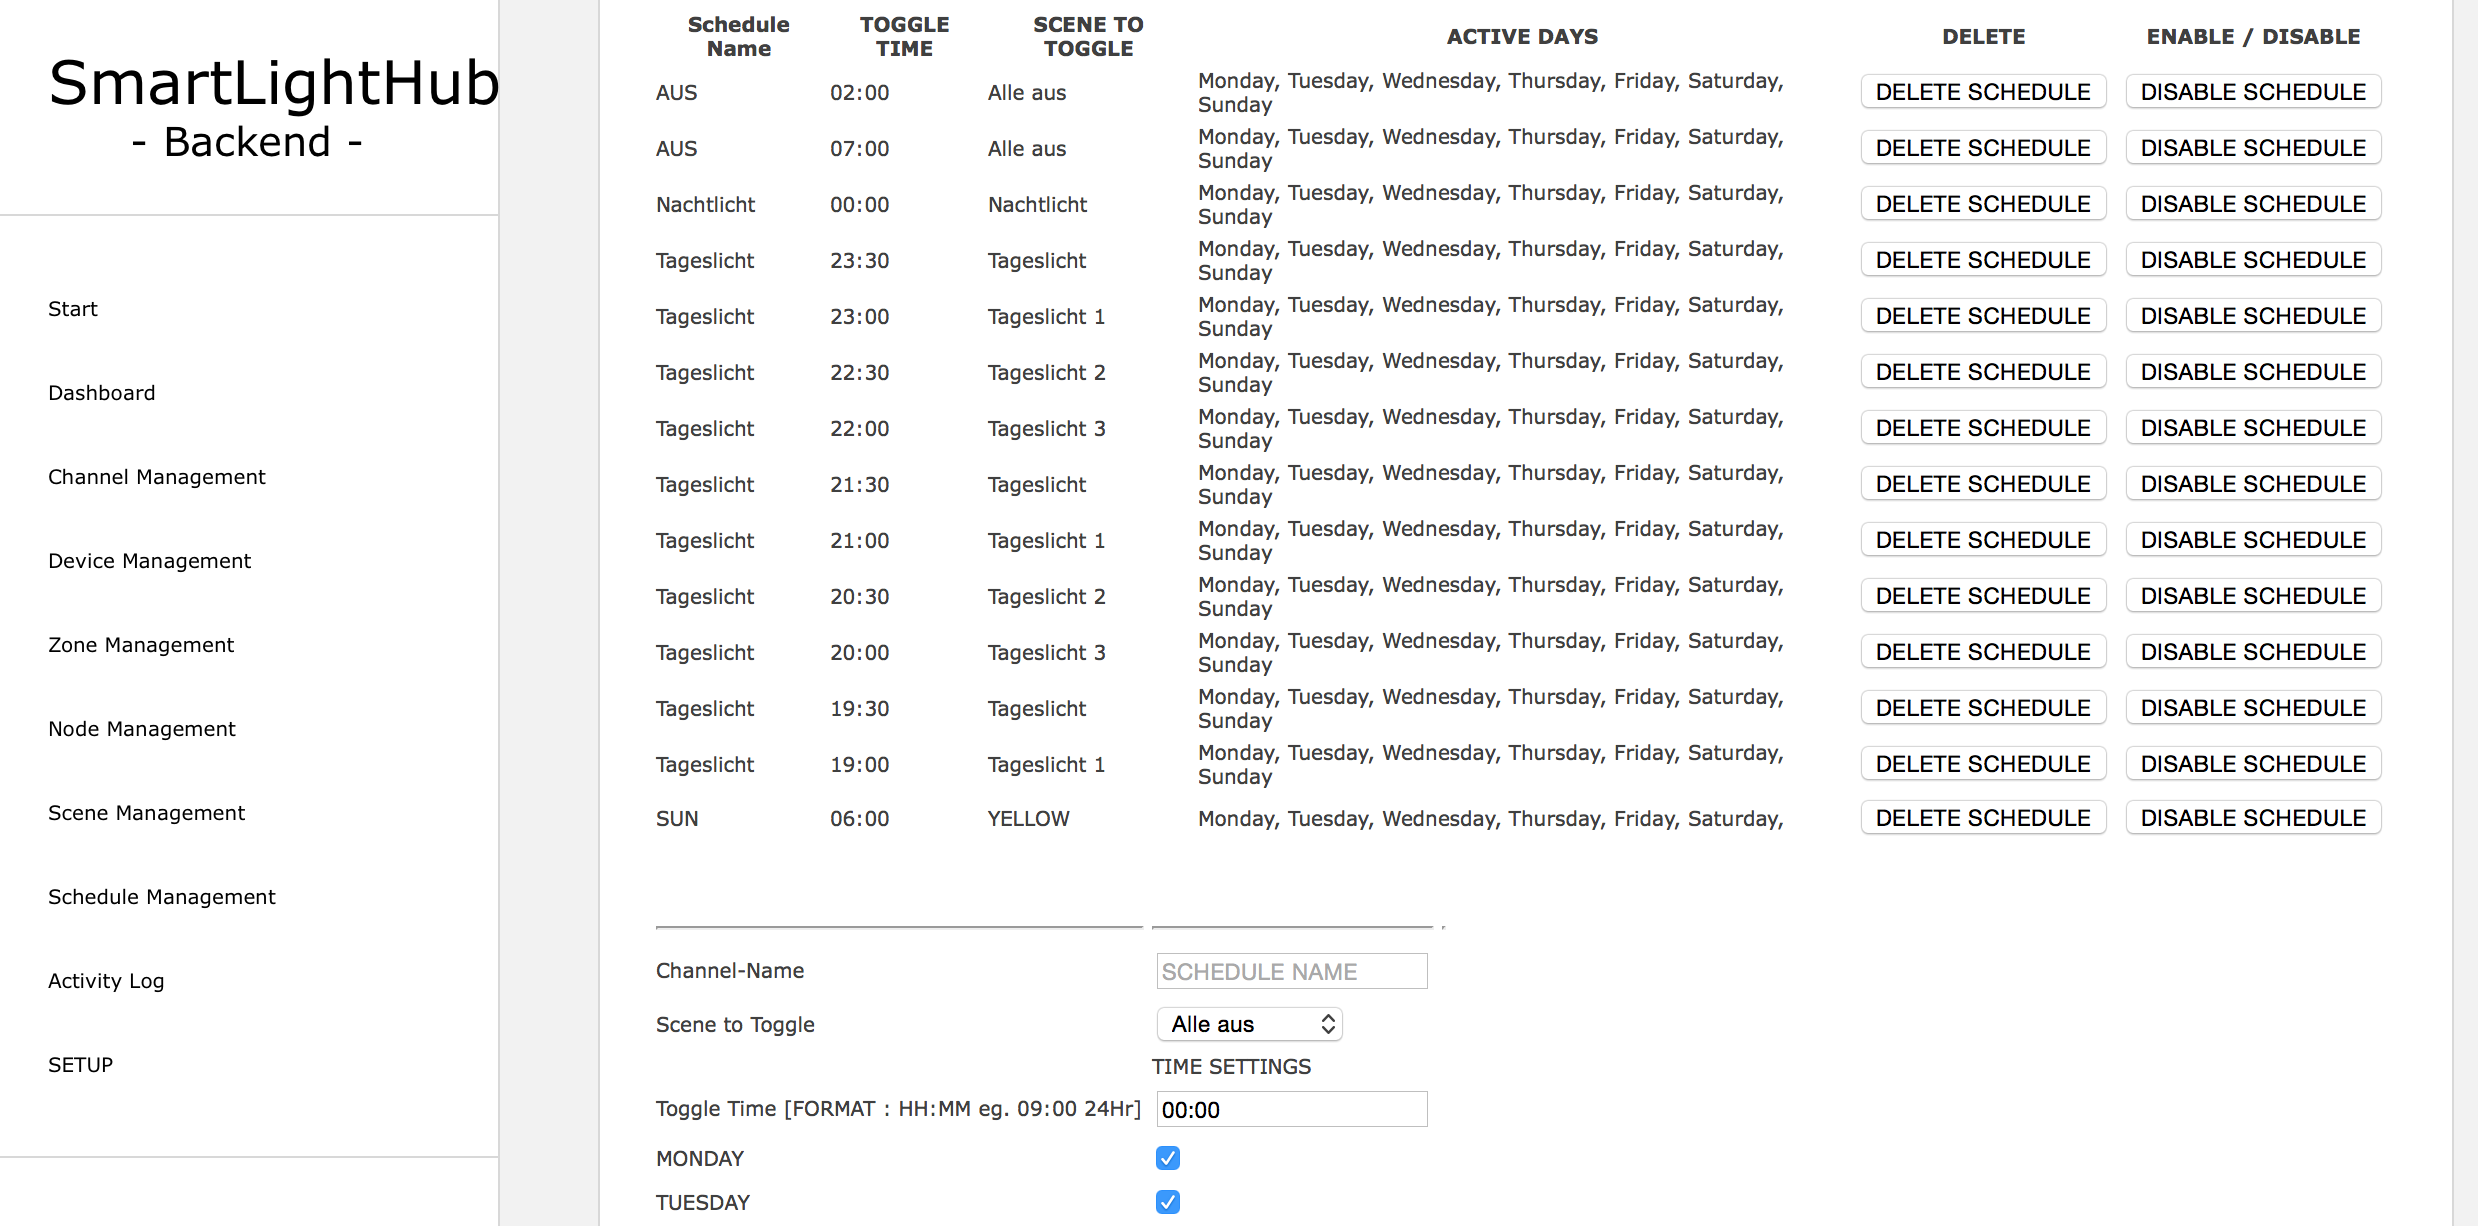 SmartLightHub
- Backend -
Start
Dashboard
Channel Management
Device Management
Zone Management
Node Management
Scene Management
Schedule Management
Activity Log
SETUP
Schedule Name TOGGLE TIME SCENE TO TOGGLE ACTIVE DAYS DELETE ENABLE / DISABLE
AUS 02:00 Alle aus Monday, Tuesday, Wednesday, Thursday, Friday, Saturday, Sunday DELETE SCHEDULE DISABLE SCHEDULE
AUS 07:00 Alle aus Monday, Tuesday, Wednesday, Thursday, Friday, Saturday, Sunday DELETE SCHEDULE DISABLE SCHEDULE
Nachtlicht 00:00 Nachtlicht Monday, Tuesday, Wednesday, Thursday, Friday, Saturday, Sunday DELETE SCHEDULE DISABLE SCHEDULE
Tageslicht 23:30 Tageslicht Monday, Tuesday, Wednesday, Thursday, Friday, Saturday, Sunday DELETE SCHEDULE DISABLE SCHEDULE
Tageslicht 23:00 Tageslicht 1 Monday, Tuesday, Wednesday, Thursday, Friday, Saturday, Sunday DELETE SCHEDULE DISABLE SCHEDULE
Tageslicht 22:30 Tageslicht 2 Monday, Tuesday, Wednesday, Thursday, Friday, Saturday, Sunday DELETE SCHEDULE DISABLE SCHEDULE
Tageslicht 22:00 Tageslicht 3 Monday, Tuesday, Wednesday, Thursday, Friday, Saturday, Sunday DELETE SCHEDULE DISABLE SCHEDULE
Tageslicht 21:30 Tageslicht Monday, Tuesday, Wednesday, Thursday, Friday, Saturday, Sunday DELETE SCHEDULE DISABLE SCHEDULE
Tageslicht 21:00 Tageslicht 1 Monday, Tuesday, Wednesday, Thursday, Friday, Saturday, Sunday DELETE SCHEDULE DISABLE SCHEDULE
Tageslicht 20:30 Tageslicht 2 Monday, Tuesday, Wednesday, Thursday, Friday, Saturday, Sunday DELETE SCHEDULE DISABLE SCHEDULE
Tageslicht 20:00 Tageslicht 3 Monday, Tuesday, Wednesday, Thursday, Friday, Saturday, Sunday DELETE SCHEDULE DISABLE SCHEDULE
Tageslicht 19:30 Tageslicht Monday, Tuesday, Wednesday, Thursday, Friday, Saturday, Sunday DELETE SCHEDULE DISABLE SCHEDULE
Tageslicht 19:00 Tageslicht 1 Monday, Tuesday, Wednesday, Thursday, Friday, Saturday, Sunday DELETE SCHEDULE DISABLE SCHEDULE
SUN 06:00 YELLOW Monday, Tuesday, Wednesday, Thursday, Friday, Saturday, DELETE SCHEDULE DISABLE SCHEDULE
Channel-Name SCHEDULE NAME
Scene to Toggle Alle aus
TIME SETTINGS
Toggle Time [FORMAT : HH:MM eg. 09:00 24Hr] 00:00
MONDAY
TUESDAY